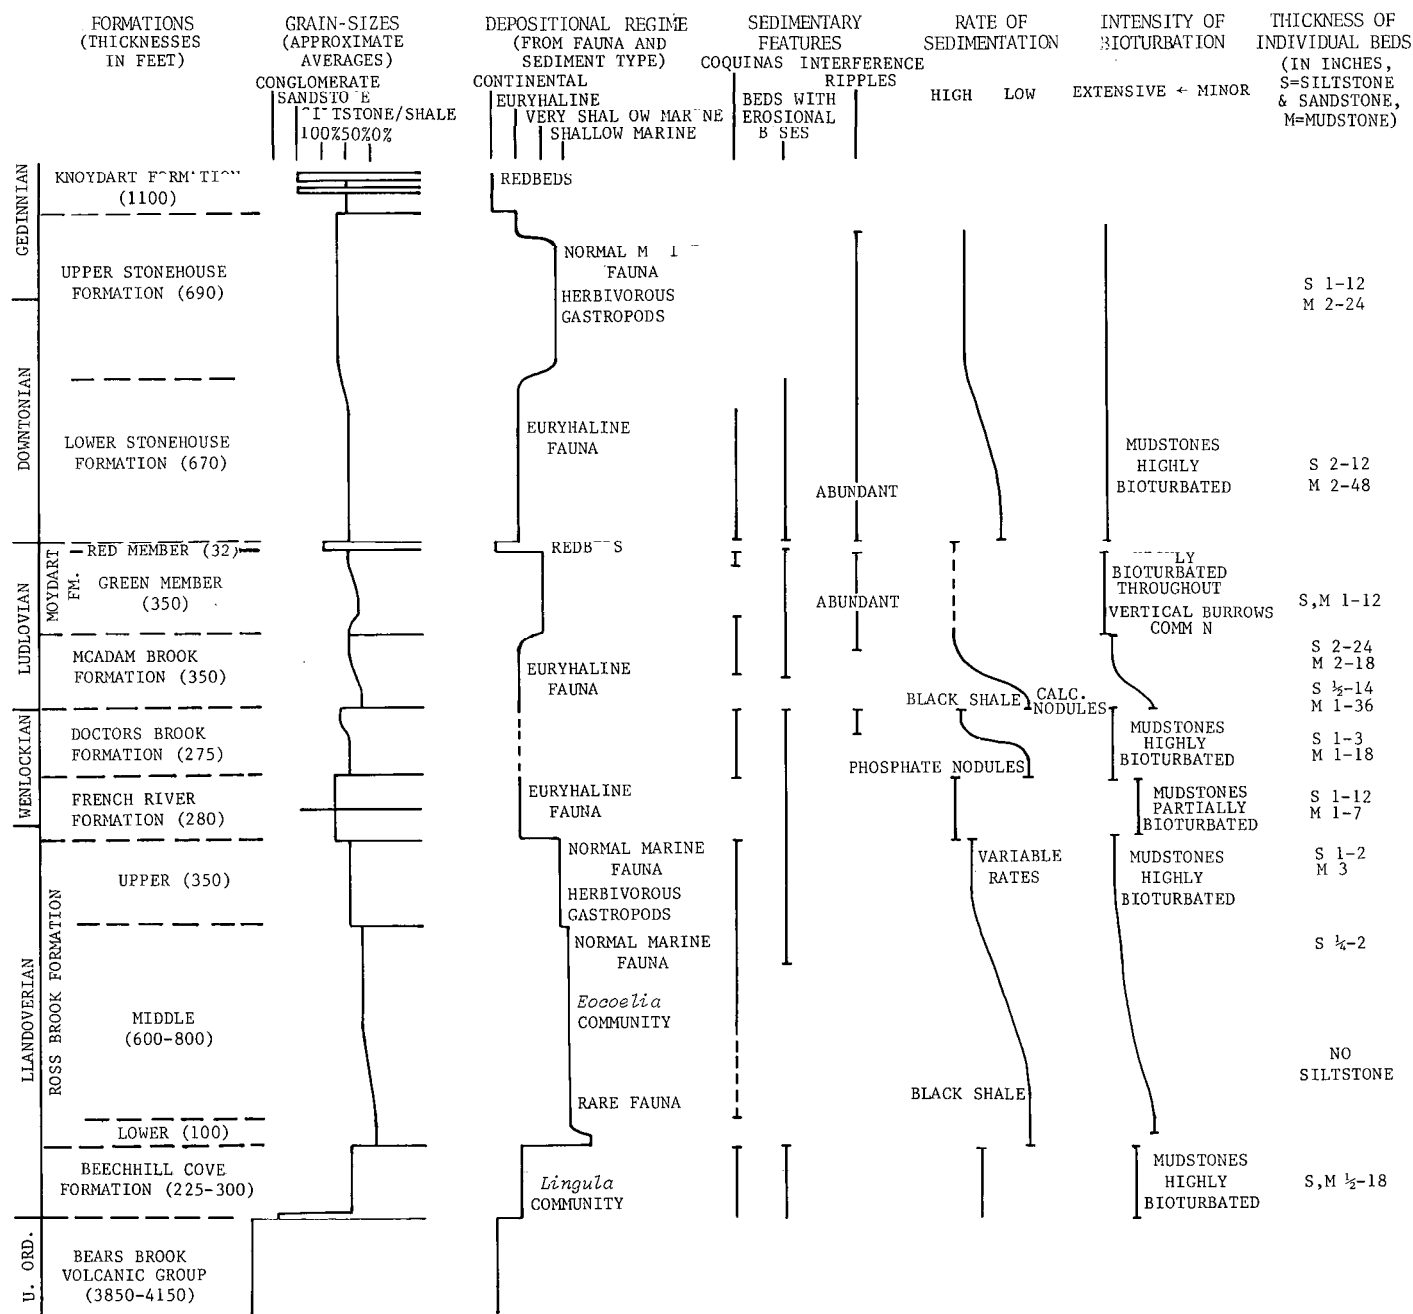 FORMATIONS
(THICKNESSES
IN FEET)
GRAIN-SIZES
(APPROXIMATE
AVERAGES)
CONGLOMERATE
100%50%0%
DEPOSITIONAL REGIME
(FROM FAUNA AND
SEDIMENT TYPE)
CONTINENTAL
EURYHALINE
VERY
SHALLOW MARINE
SEDIMENTARY
FEATURES
COQUINAS INTERFERENCE
RIPPLES
BEDS WITH
EROSIONAL
RATE OF
SEDIMENTATION
HIGH LOW
INTENSITY OF
EXTENSIVE ← MINOR
THICKNESS OF
INDIVIDUAL BEDS
(IN INCHES,
S=SILTSTONE
& SANDSTONE,
M=MUDSTONE)
GEDINNIAN
KNOYDART
(1100)
REDBEDS
UPPER STONEHOUSE
FORMATION (690)
NORMAL
FAUNA
HERBIVOROUS
GASTROPODS
S 1-12
M 2-24
DOWNTONIAN
LOWER STONEHOUSE
FORMATION (670)
EURYHALINE
FAUNA
ABUNDANT
MUDSTONES
HIGHLY
BIOTURBATED
S 2-12
M 2-48
LUDLOVIAN
MOYDART
FM.
RED MEMBER (32)
GREEN MEMBER
(350)
ABUNDANT
BIOTURBATED
THROUGHOUT
VERTICAL BURROWS
S,M 1-12
MCADAM BROOK
FORMATION (350)
EURYHALINE
FAUNA
BLACK SHALE
CALC.
NODULES
S 2-24
M 2-18
S ½-14
M 1-36
WENLOCKIAN
DOCTORS BROOK
FORMATION (275)
PHOSPHATE NODULES
MUDSTONES
HIGHLY
BIOTURBATED
S 1-3
M 1-18
FRENCH RIVER
FORMATION (280)
EURYHALINE
FAUNA
MUDSTONES
PARTIALLY
BIOTURBATED
S 1-12
M 1-7
LLANDOVERIAN
ROSS BROOK FORMATION
UPPER (350)
NORMAL MARINE
FAUNA
HERBIVOROUS
GASTROPODS
VARIABLE
RATES
MUDSTONES
HIGHLY
BIOTURBATED
S 1-2
M 3
MIDDLE
(600-800)
NORMAL MARINE
FAUNA
Eocoelia
COMMUNITY
RARE FAUNA
BLACK SHALE
S ¼-2
NO
SILTSTONE
LOWER (100)
BEECHHILL COVE
FORMATION (225-300)
Lingula
COMMUNITY
MUDSTONES
HIGHLY
BIOTURBATED
S,M ½-18
U. ORD.
BEARS BROOK
VOLCANIC GROUP
(3850-4150)